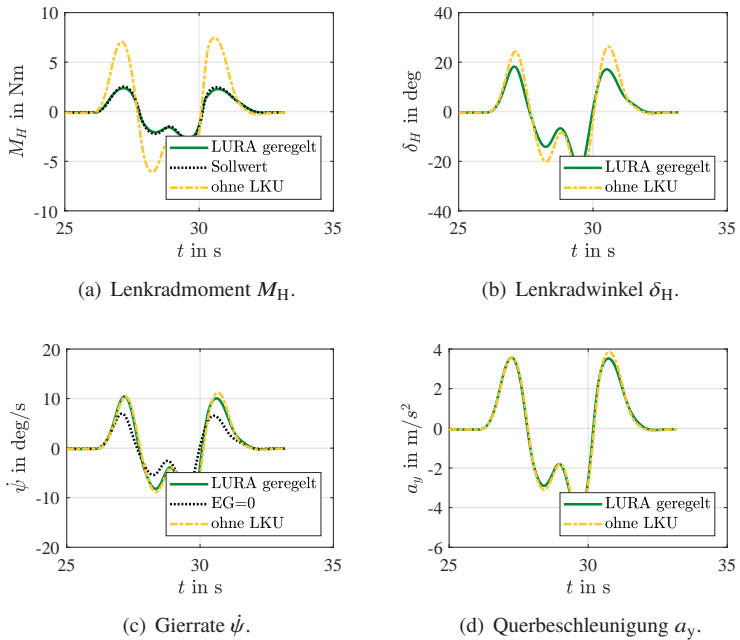 10
5
0
-5
-10
M_H in Nm
LURA geregelt
Sollwert
ohne LKU
25 30 35
t in s
(a) Lenkradmoment M_H.
40
20
0
-20
-40
δ_H in deg
LURA geregelt
ohne LKU
25 30 35
t in s
(b) Lenkradwinkel δ_H.
20
10
0
-10
-20
ψ̇ in deg/s
LURA geregelt
EG=0
ohne LKU
25 30 35
t in s
(c) Gierrate ψ̇.
4
2
0
-2
-4
-6
a_y in m/s²
LURA geregelt
ohne LKU
25 30 35
t in s
(d) Querbeschleunigung a_y.